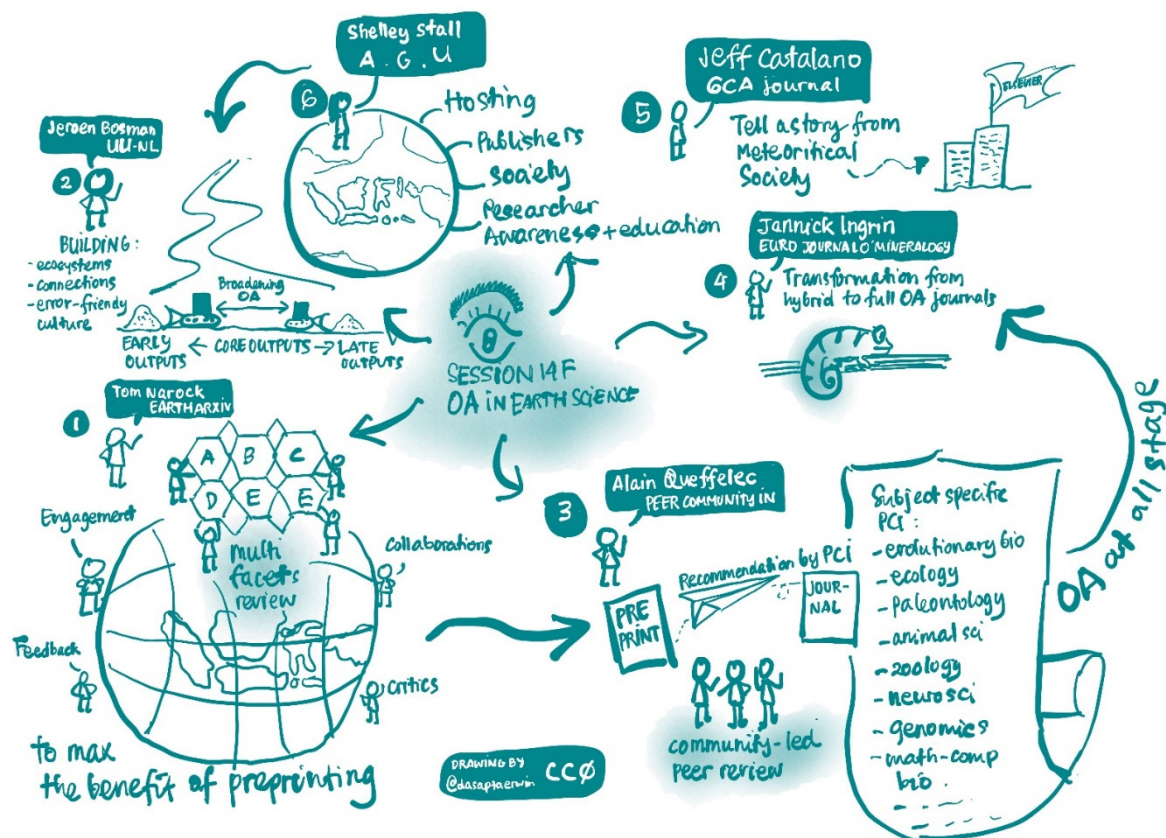 Shelley Stall
A.G.U
6
Hosting
Publishers
Society
Researcher
Awareness + education
Jeroen Bosman
UU-NL
2
BUILDING:
- ecosystems
- connections
- error-friendly
culture
Broadening
OA
EARLY
OUTPUTS
← CORE OUTPUTS →
LATE
OUTPUTS
Jeff Catalano
GCA journal
5
Tell a story from
Meteoritical
Society
ELSEVIER
Jannick Ingrin
EURO JOURNAL O' MINERALOGY
4
Transformation from
hybrid to full OA journals
SESSION 14F
OA IN EARTH SCIENCE
Tom Narock
EARTHARXIV
1
A B C
D E E
Engagement
multi
facets
review
Collaborations
Feedback
Critics
to max
the benefit of preprinting
Alain Queffelec
PEER COMMUNITY IN
3
Recommendation by PCI
PRE
PRINT
JOUR-
NAL
community-led
peer review
Subject specific
PCI:
- evolutionary bio
- ecology
- paleontology
- animal sci
- zoology
- neurosci
- genomics
- math-comp
bio
OA at all stage
DRAWING BY
@dasaptaerwin
CC0